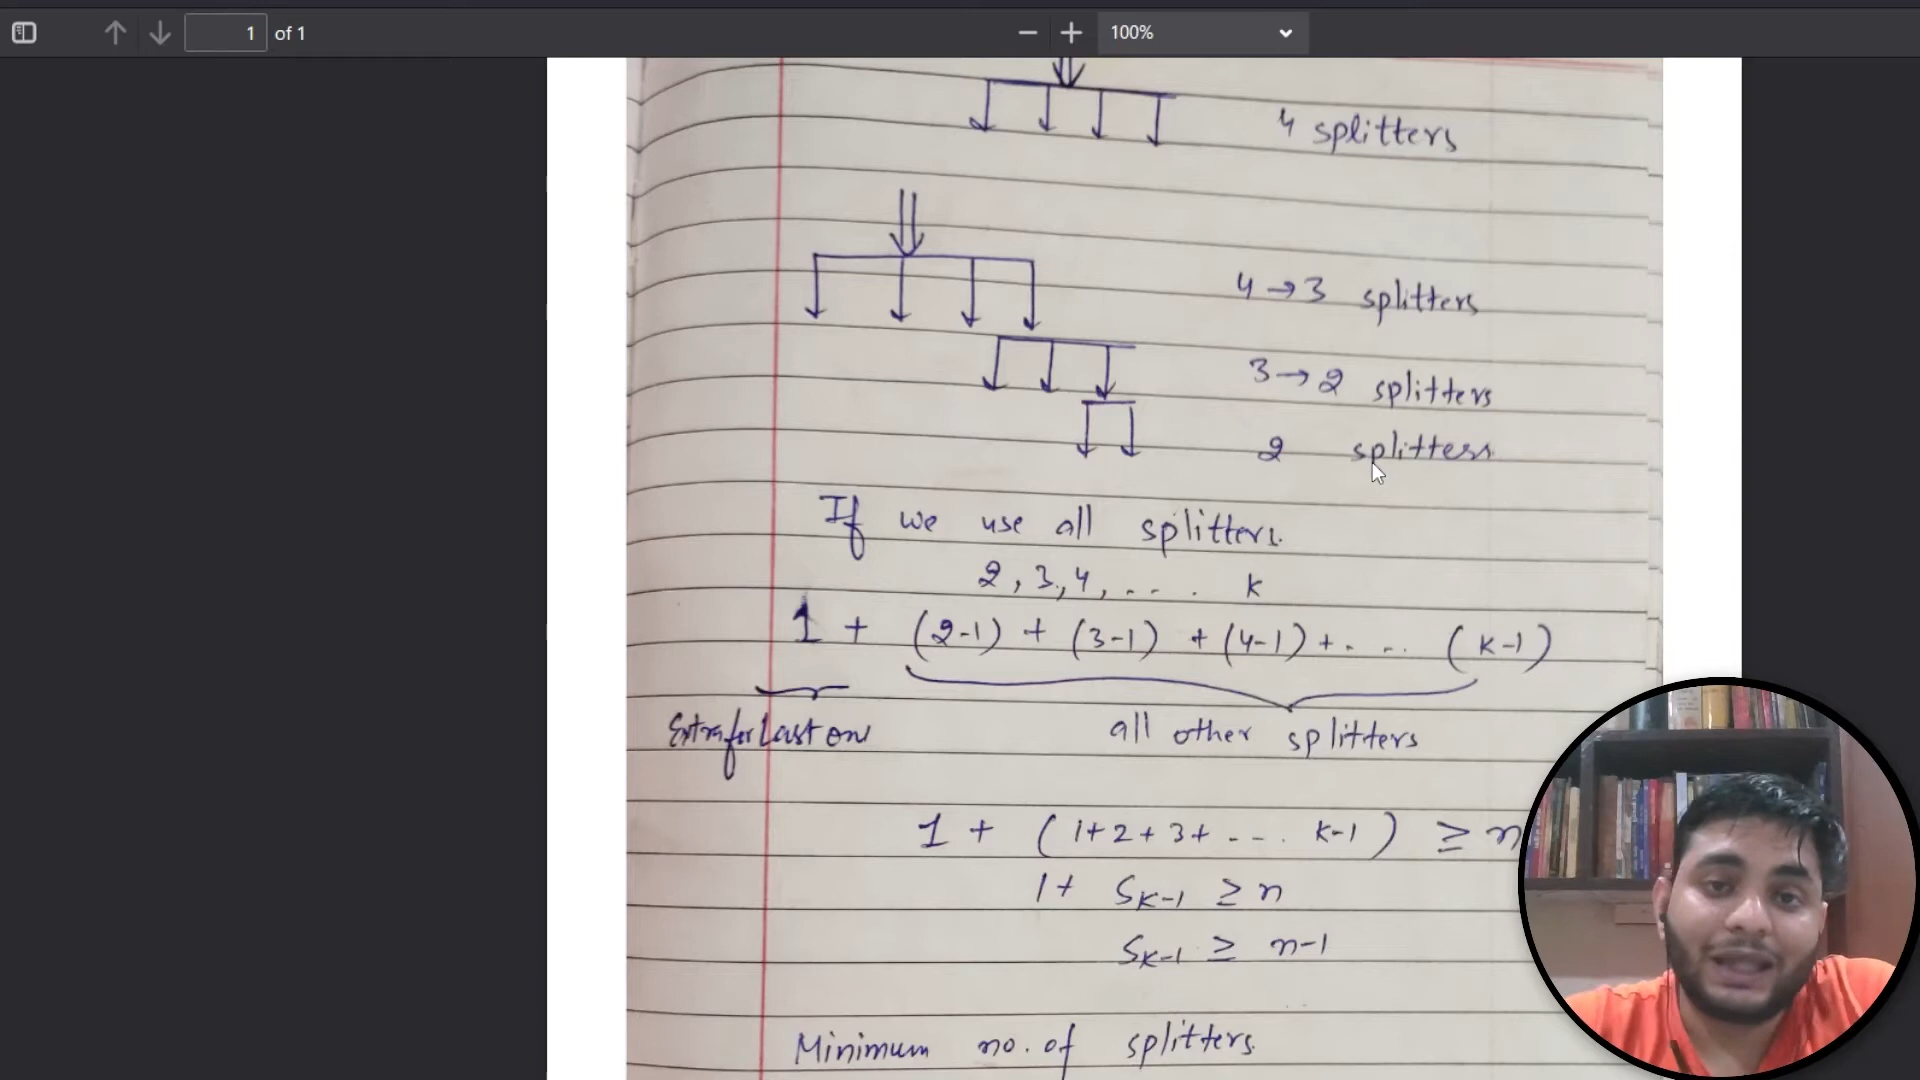 1 of 1
100%
4 splitters
4 → 3 splitters
3 → 2 splitters
2 splitters
If we use all splitters.
2, 3, 4, .. . . k
1 + (2-1) + (3-1) + (4-1) + . .. (k-1)
Extra for Last on all other splitters
1 + (1+2+3+ - - . k-1) ≥ n
1+ Sk-1 ≥ n
Sk-1 ≥ n-1
Minimum no. of splitters